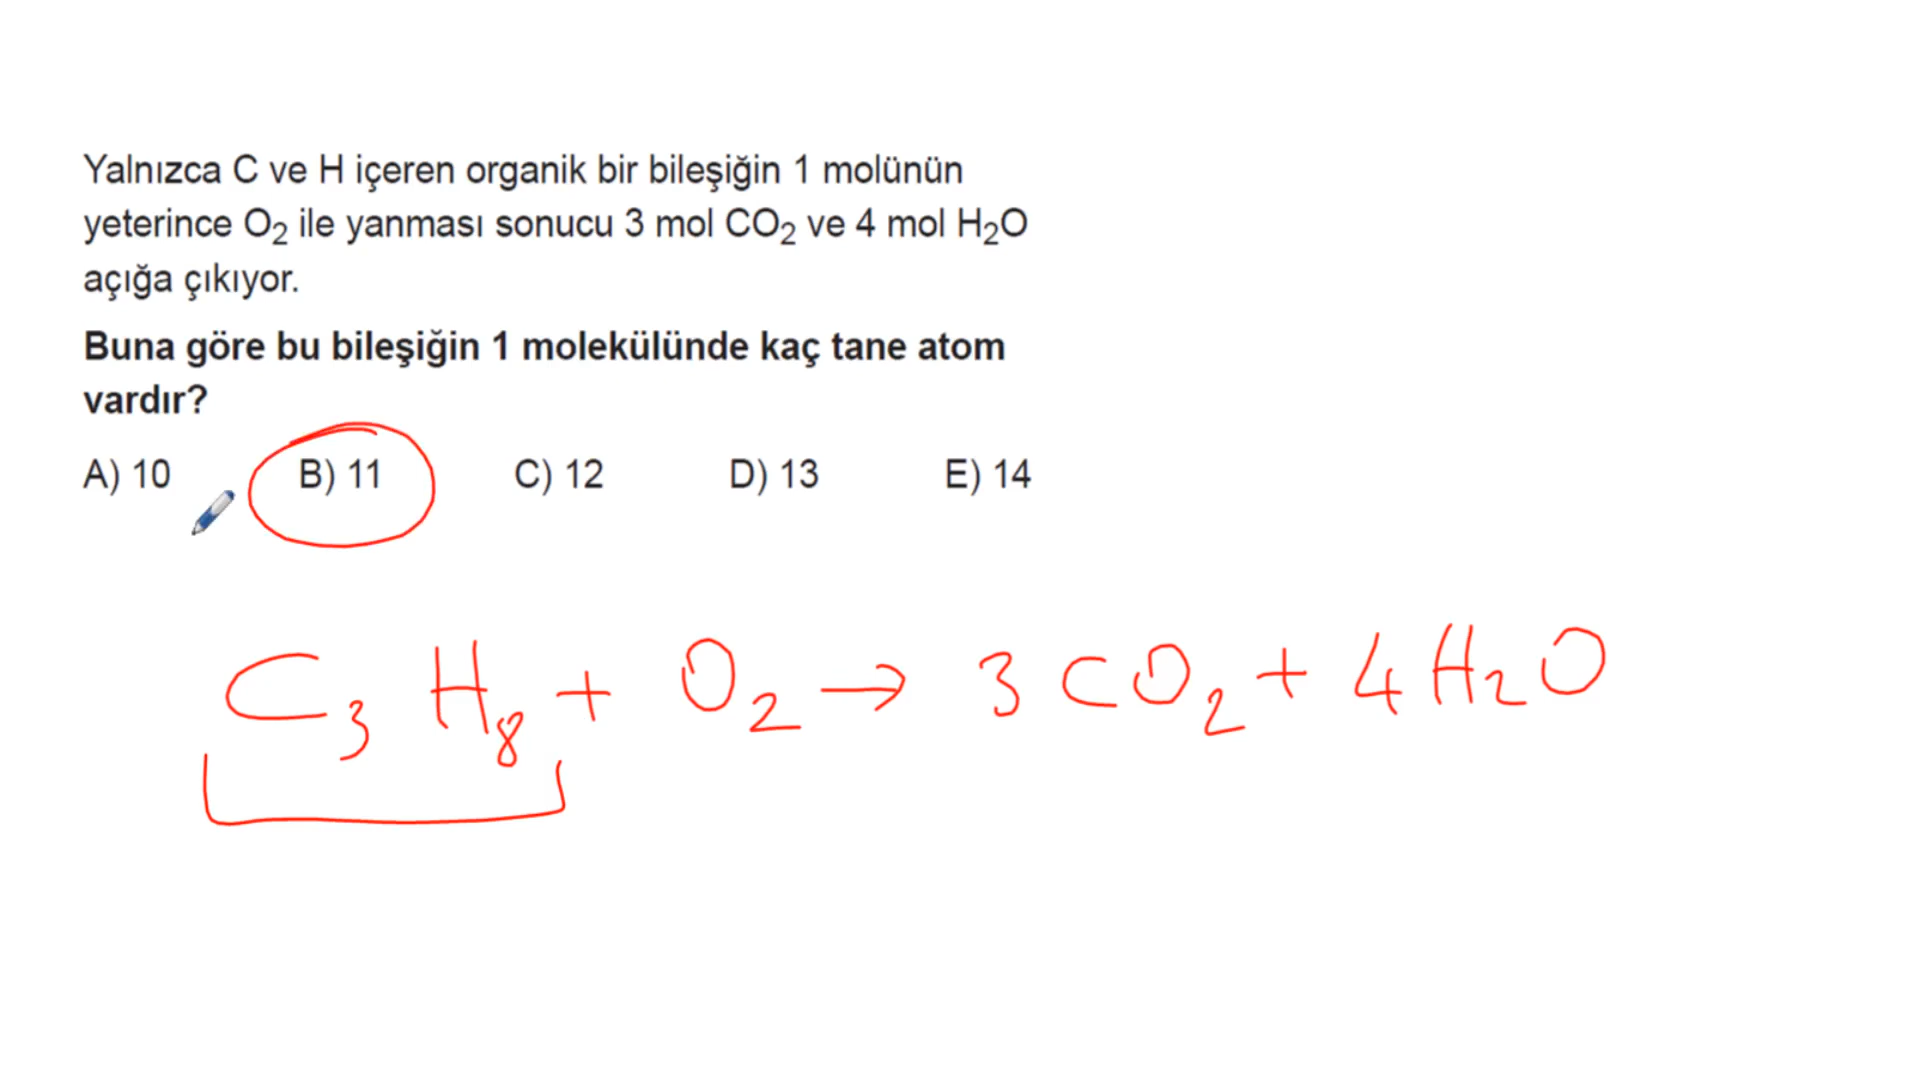 Yalnızca C ve H içeren organik bir bileşiğin 1 molünün
yeterince O₂ ile yanması sonucu 3 mol CO₂ ve 4 mol H₂O
açığa çıkıyor.
Buna göre bu bileşiğin 1 molekülünde kaç tane atom
vardır?
A) 10 B) 11 C) 12 D) 13 E) 14
C₃H₈ + O₂ → 3CO₂ + 4H₂O